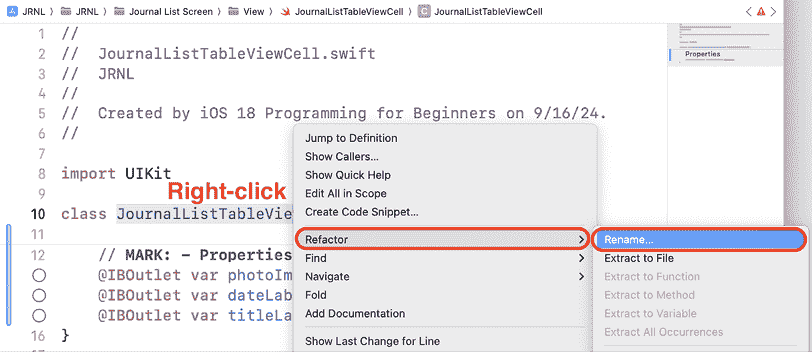 JRNL 〉 JRNL 〉 Journal List Screen 〉 View 〉 JournalListTableViewCell.swift 〉 C JournalListTableViewCell
1 //
2 // JournalListTableViewCell.swift
3 // JRNL
4 //
5 // Created by iOS 18 Programming for Beginners on 9/16/24.
6 //
7
8 import UIKit
9
10 class JournalListTableVie
11
12 // MARK: - Properties
@IBOutlet var photoIm
@IBOutlet var dateLab
@IBOutlet var titleLa
16 }
Right-click
Jump to Definition
Show Callers...
Show Quick Help
Edit All in Scope
Create Code Snippet...
Refactor
Find
Navigate
Fold
Add Documentation
Show Last Change for Line
Rename...
Extract to File
Extract to Function
Extract to Method
Extract to Variable
Extract All Occurrences
Properties